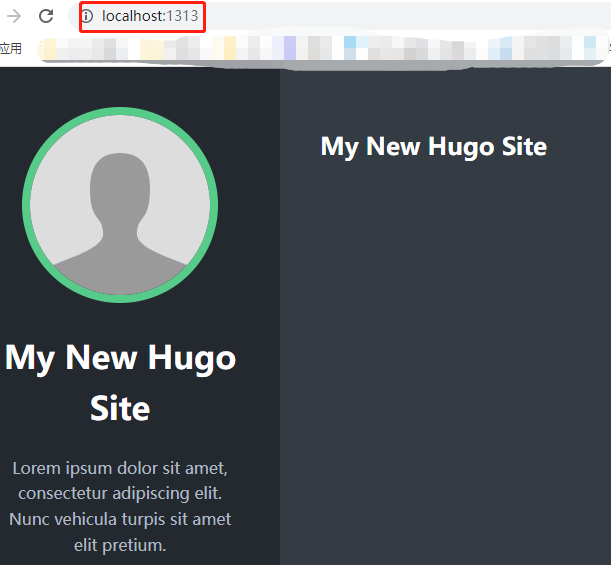 localhost:1313
应用
My New Hugo
Site
Lorem ipsum dolor sit amet,
consectetur adipiscing elit.
Nunc vehicula turpis sit amet
elit pretium.
My New Hugo Site